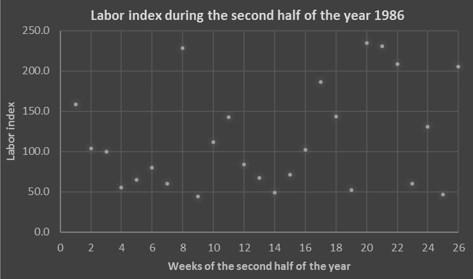 Labor index during the second half of the year 1986
250.0
200.0
150.0
100.0
50.0
0.0
Labor index
0 2 4 6 8 10 12 14 16 18 20 22 24 26
Weeks of the second half of the year